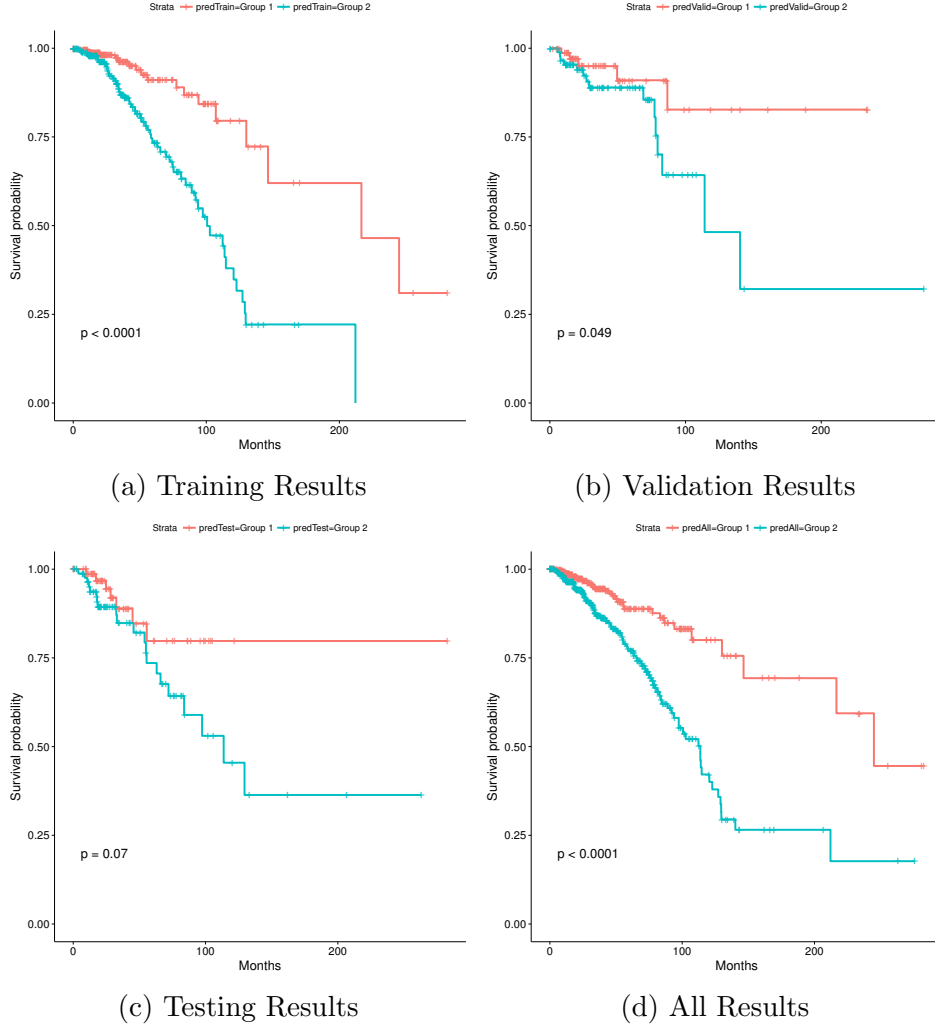 Strata predTrain=Group 1 predTrain=Group 2
Survival probability
1.00
0.75
0.50
0.25
0.00
p < 0.0001
0 100 200
Months
(a) Training Results
Strata predValid=Group 1 predValid=Group 2
Survival probability
1.00
0.75
0.50
0.25
0.00
p = 0.049
0 100 200
Months
(b) Validation Results
Strata predTest=Group 1 predTest=Group 2
Survival probability
1.00
0.75
0.50
0.25
0.00
p = 0.07
0 100 200
Months
(c) Testing Results
Strata predAll=Group 1 predAll=Group 2
Survival probability
1.00
0.75
0.50
0.25
0.00
p < 0.0001
0 100 200
Months
(d) All Results